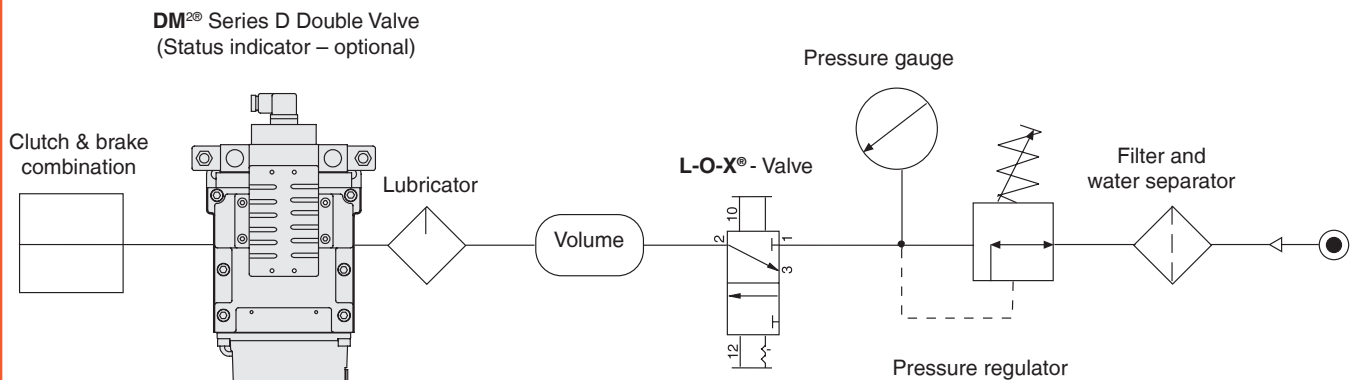 DM²® Series D Double Valve
(Status indicator – optional)
Pressure gauge
Clutch & brake
combination
Lubricator
L-O-X® - Valve
Filter and
water separator
Volume
10
2
1
3
12
Pressure regulator